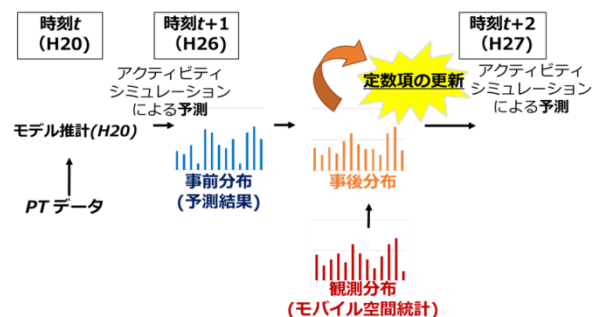 時刻t
（H20）
時刻t+1
（H26）
時刻t+2
（H27）
アクティビティ
シミュレーション
による予測
定数項の更新
アクティビティ
シミュレーション
による予測
モデル推計(H20)
事前分布
(予測結果)
事後分布
PT データ
観測分布
(モバイル空間統計)